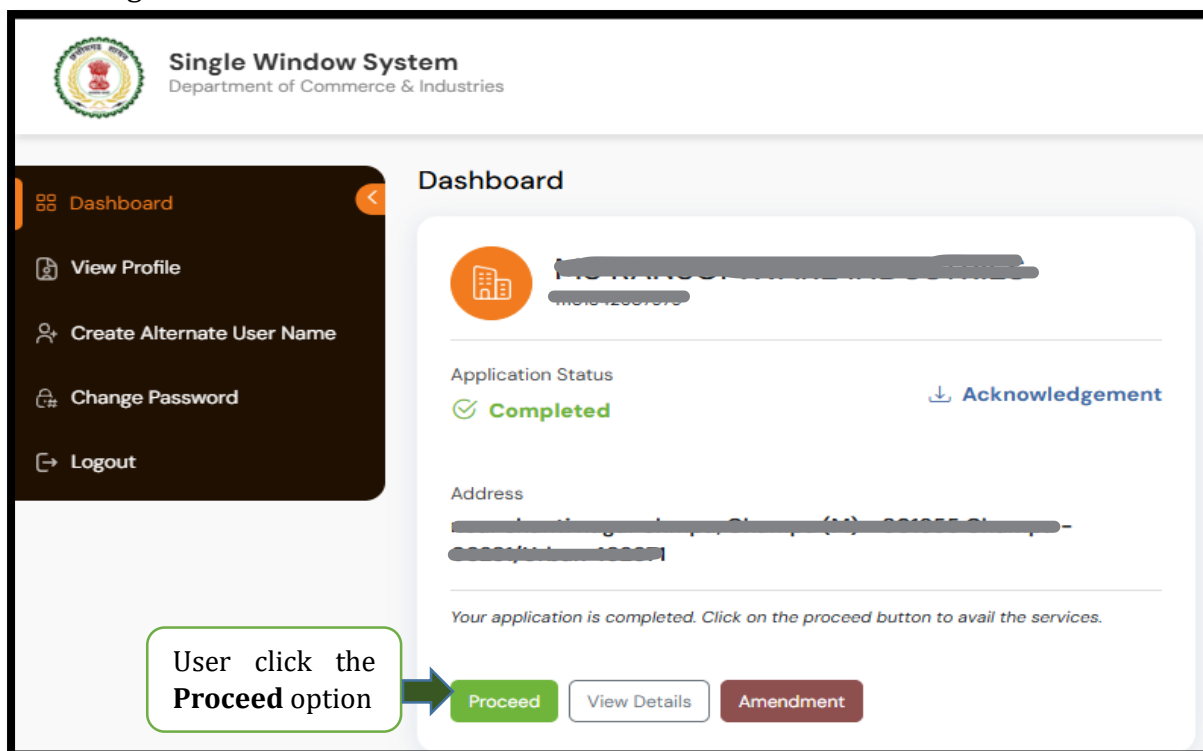 Single Window System
Department of Commerce & Industries
Dashboard
View Profile
Create Alternate User Name
Change Password
Logout
Dashboard
Application Status
Completed
Acknowledgement
Address
Your application is completed. Click on the proceed button to avail the services.
User click the
Proceed option
Proceed
View Details
Amendment